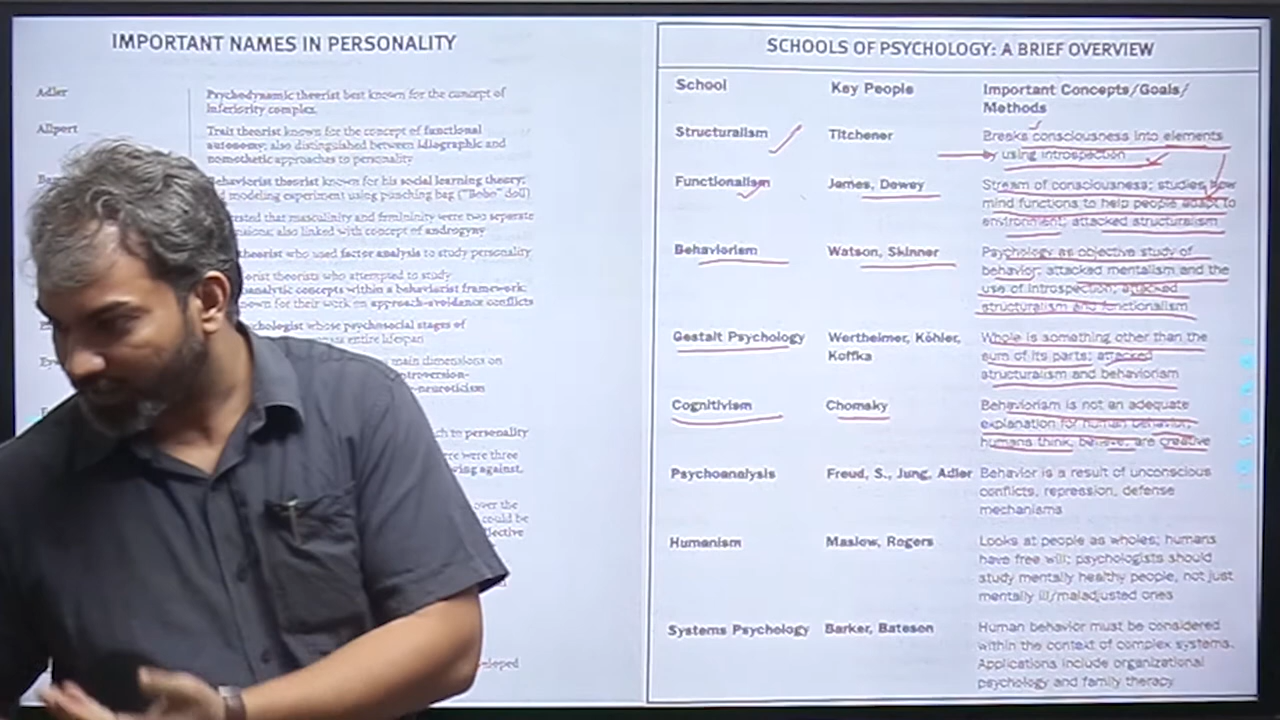 IMPORTANT NAMES IN PERSONALITY
Adler
Psychodynamic theorist best known for the concept of
inferiority complex.
Allport
Trait theorist known for the concept of functional
autonomy; also distinguished between idiographic and
nomothetic approaches to personality
Behaviorist theorist known for his social learning theory;
modeling experiment using punching bag ("Bobo" doll)
that masculinity and femininity were two separate
also linked with concept of androgyny
theorist who used factor analysis to study personality
theorists who attempted to study
concepts within a behaviorist framework;
for their work on approach-avoidance conflicts
whose psychosocial stages of
entire lifespan
main dimensions on
to personality
were three
against,
over the
could be
SCHOOLS OF PSYCHOLOGY: A BRIEF OVERVIEW
School Key People Important Concepts/Goals/
Methods
Structuralism Titchener Breaks consciousness into elements
by using introspection
Functionalism James, Dewey Stream of consciousness; studies how
mind functions to help people adapt to
environment; attacked structuralism
Behaviorism Watson, Skinner Psychology as objective study of
behavior; attacked mentalism and the
use of introspection; attacked
structuralism and functionalism
Gestalt Psychology Wertheimer, Köhler, Whole is something other than the
Koffka sum of its parts; attacked
structuralism and behaviorism
Cognitivism Chomsky Behaviorism is not an adequate
explanation for human behavior;
humans think, believe, are creative
Psychoanalysis Freud, S., Jung, Adler Behavior is a result of unconscious
conflicts, repression, defense
mechanisms
Humanism Maslow, Rogers Looks at people as wholes; humans
have free will; psychologists should
study mentally healthy people, not just
mentally ill/maladjusted ones
Systems Psychology Barker, Bateson Human behavior must be considered
within the context of complex systems.
Applications include organizational
psychology and family therapy